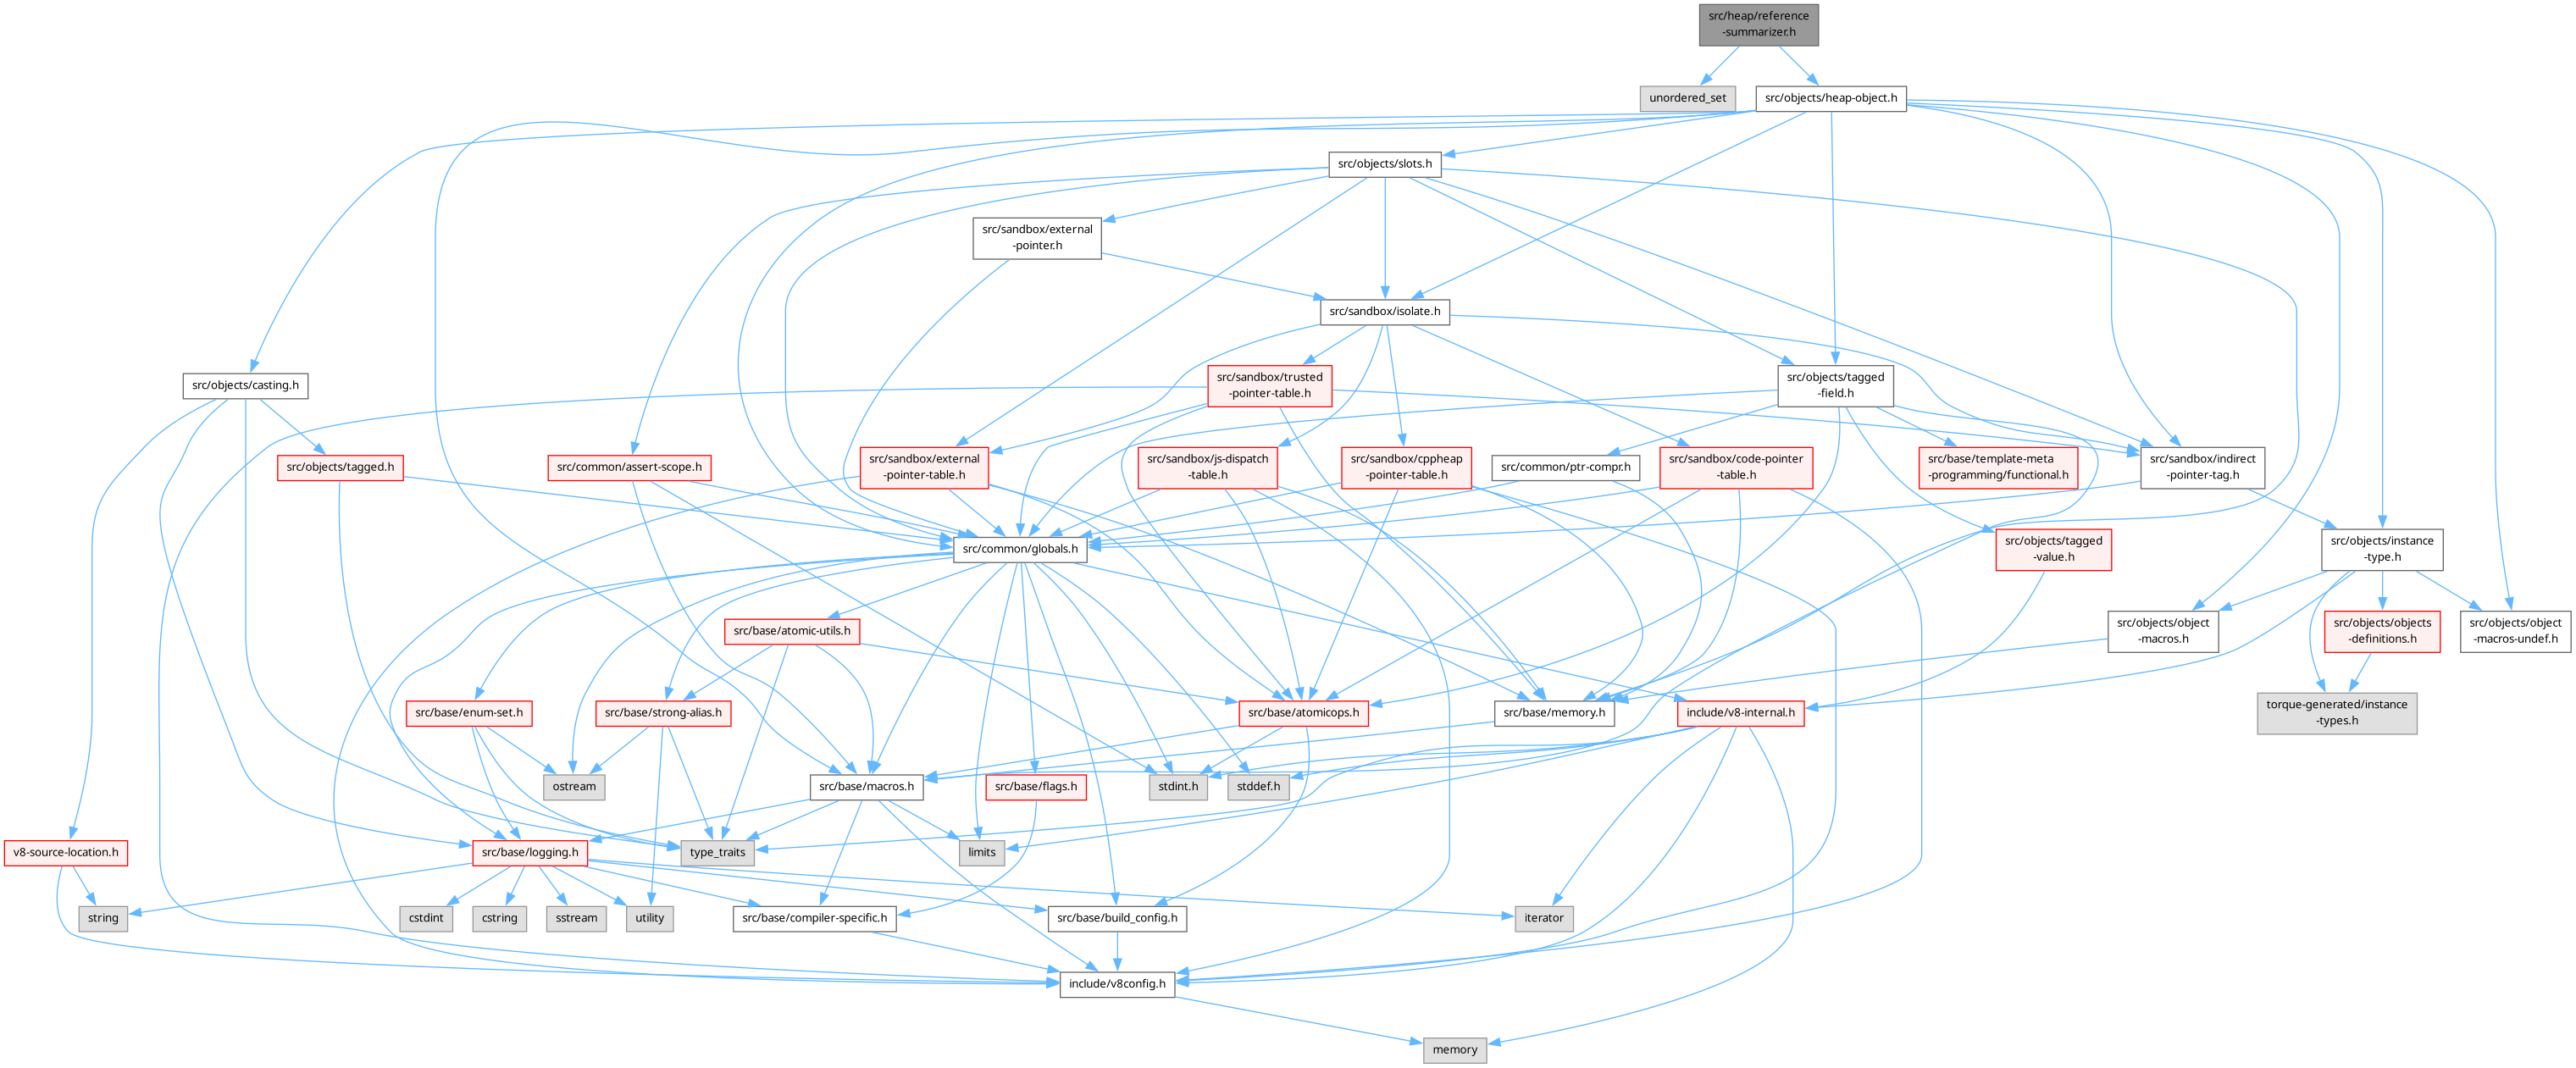 src/heap/reference
-summarizer.h
unordered_set
src/objects/heap-object.h
src/objects/slots.h
src/sandbox/external
-pointer.h
src/sandbox/isolate.h
src/objects/casting.h
src/sandbox/trusted
-pointer-table.h
src/objects/tagged
-field.h
src/objects/tagged.h
src/common/assert-scope.h
src/sandbox/external
-pointer-table.h
src/sandbox/js-dispatch
-table.h
src/sandbox/cppheap
-pointer-table.h
src/common/ptr-compr.h
src/sandbox/code-pointer
-table.h
src/base/template-meta
-programming/functional.h
src/sandbox/indirect
-pointer-tag.h
src/common/globals.h
src/objects/tagged
-value.h
src/objects/instance
-type.h
src/base/atomic-utils.h
src/objects/object
-macros.h
src/objects/objects
-definitions.h
src/objects/object
-macros-undef.h
src/base/enum-set.h
src/base/strong-alias.h
src/base/atomicops.h
src/base/memory.h
include/v8-internal.h
torque-generated/instance
-types.h
ostream
src/base/macros.h
src/base/flags.h
stdint.h
stddef.h
v8-source-location.h
src/base/logging.h
type_traits
limits
string
cstdint
cstring
sstream
utility
src/base/compiler-specific.h
src/base/build_config.h
iterator
include/v8config.h
memory